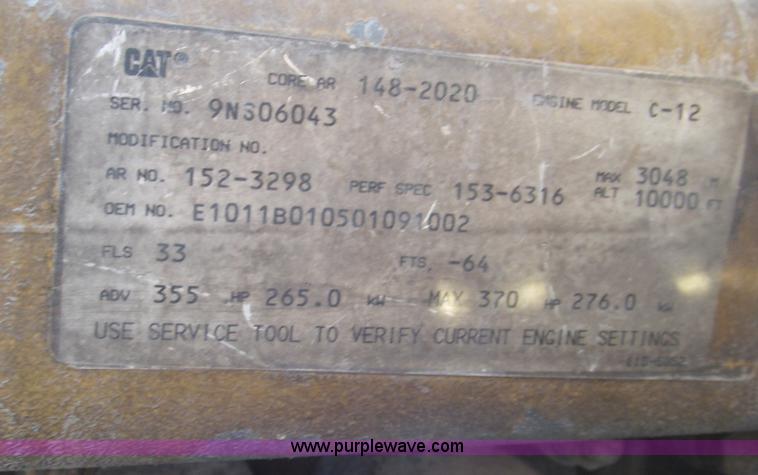 CAT®
CORE AR 148-2020 ENGINE MODEL C-12
SER. NO. 9NS06043
MODIFICATION NO.
AR NO. 152-3298 PERF SPEC 153-6316 MAX ALT 3048 M 10000 FT
OEM NO. E1011B010501091002
FLS 33 FTS. -64
ADV 355 HP 265.0 kW MAX 370 HP 276.0 kW
USE SERVICE TOOL TO VERIFY CURRENT ENGINE SETTINGS
www.purplewave.com